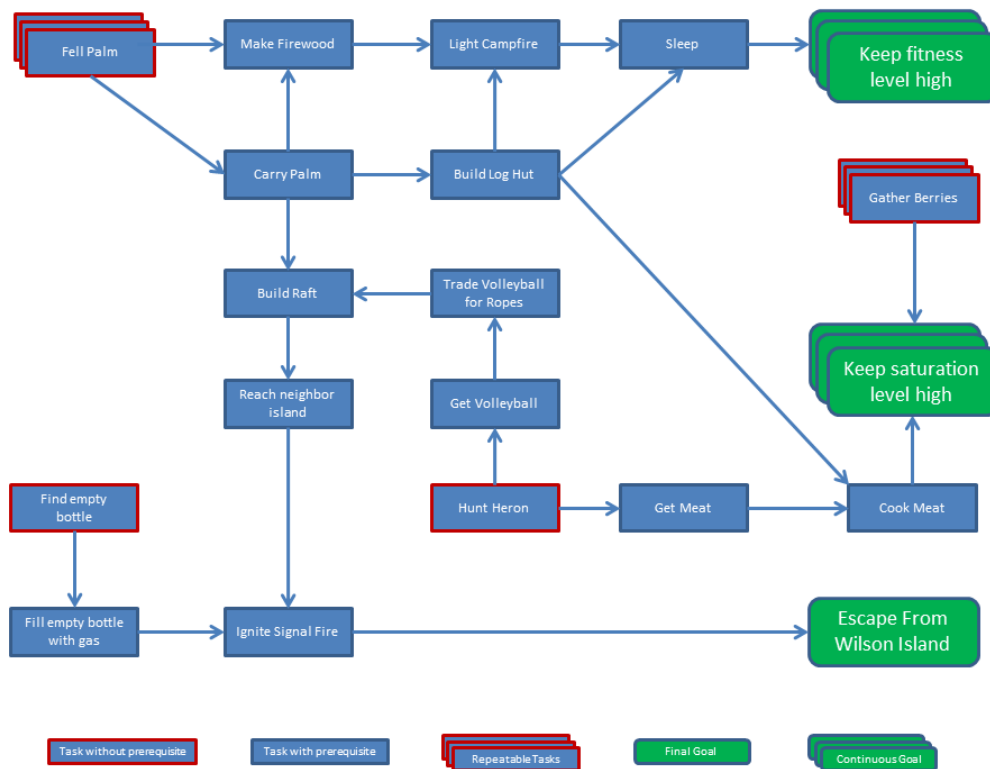 Fell Palm
Make Firewood
Light Campfire
Sleep
Keep fitness
level high
Carry Palm
Build Log Hut
Gather Berries
Build Raft
Trade Volleyball
for Ropes
Keep saturation
level high
Reach neighbor
island
Get Volleyball
Find empty
bottle
Hunt Heron
Get Meat
Cook Meat
Fill empty bottle
with gas
Ignite Signal Fire
Escape From
Wilson Island
Task without prerequisite
Task with prerequisite
Repeatable Tasks
Final Goal
Continuous Goal